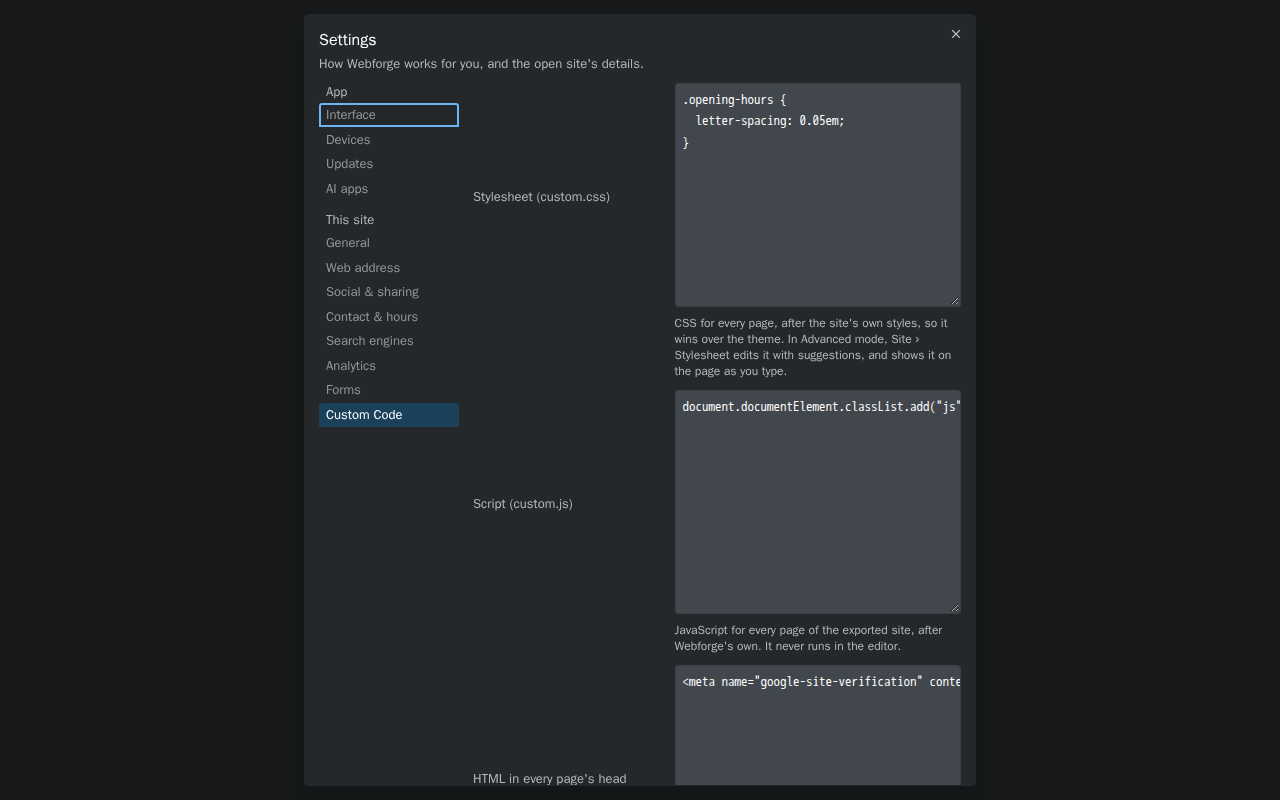 Settings
How Webforge works for you, and the open site's details.
App
Interface
Devices
Updates
AI apps
This site
General
Web address
Social & sharing
Contact & hours
Search engines
Analytics
Forms
Custom Code
Stylesheet (custom.css)
.opening-hours {
  letter-spacing: 0.05em;
}
CSS for every page, after the site's own styles, so it
wins over the theme. In Advanced mode, Site ›
Stylesheet edits it with suggestions, and shows it on
the page as you type.
Script (custom.js)
document.documentElement.classList.add("js"
JavaScript for every page of the exported site, after
Webforge's own. It never runs in the editor.
HTML in every page's head
<meta name="google-site-verification" conte